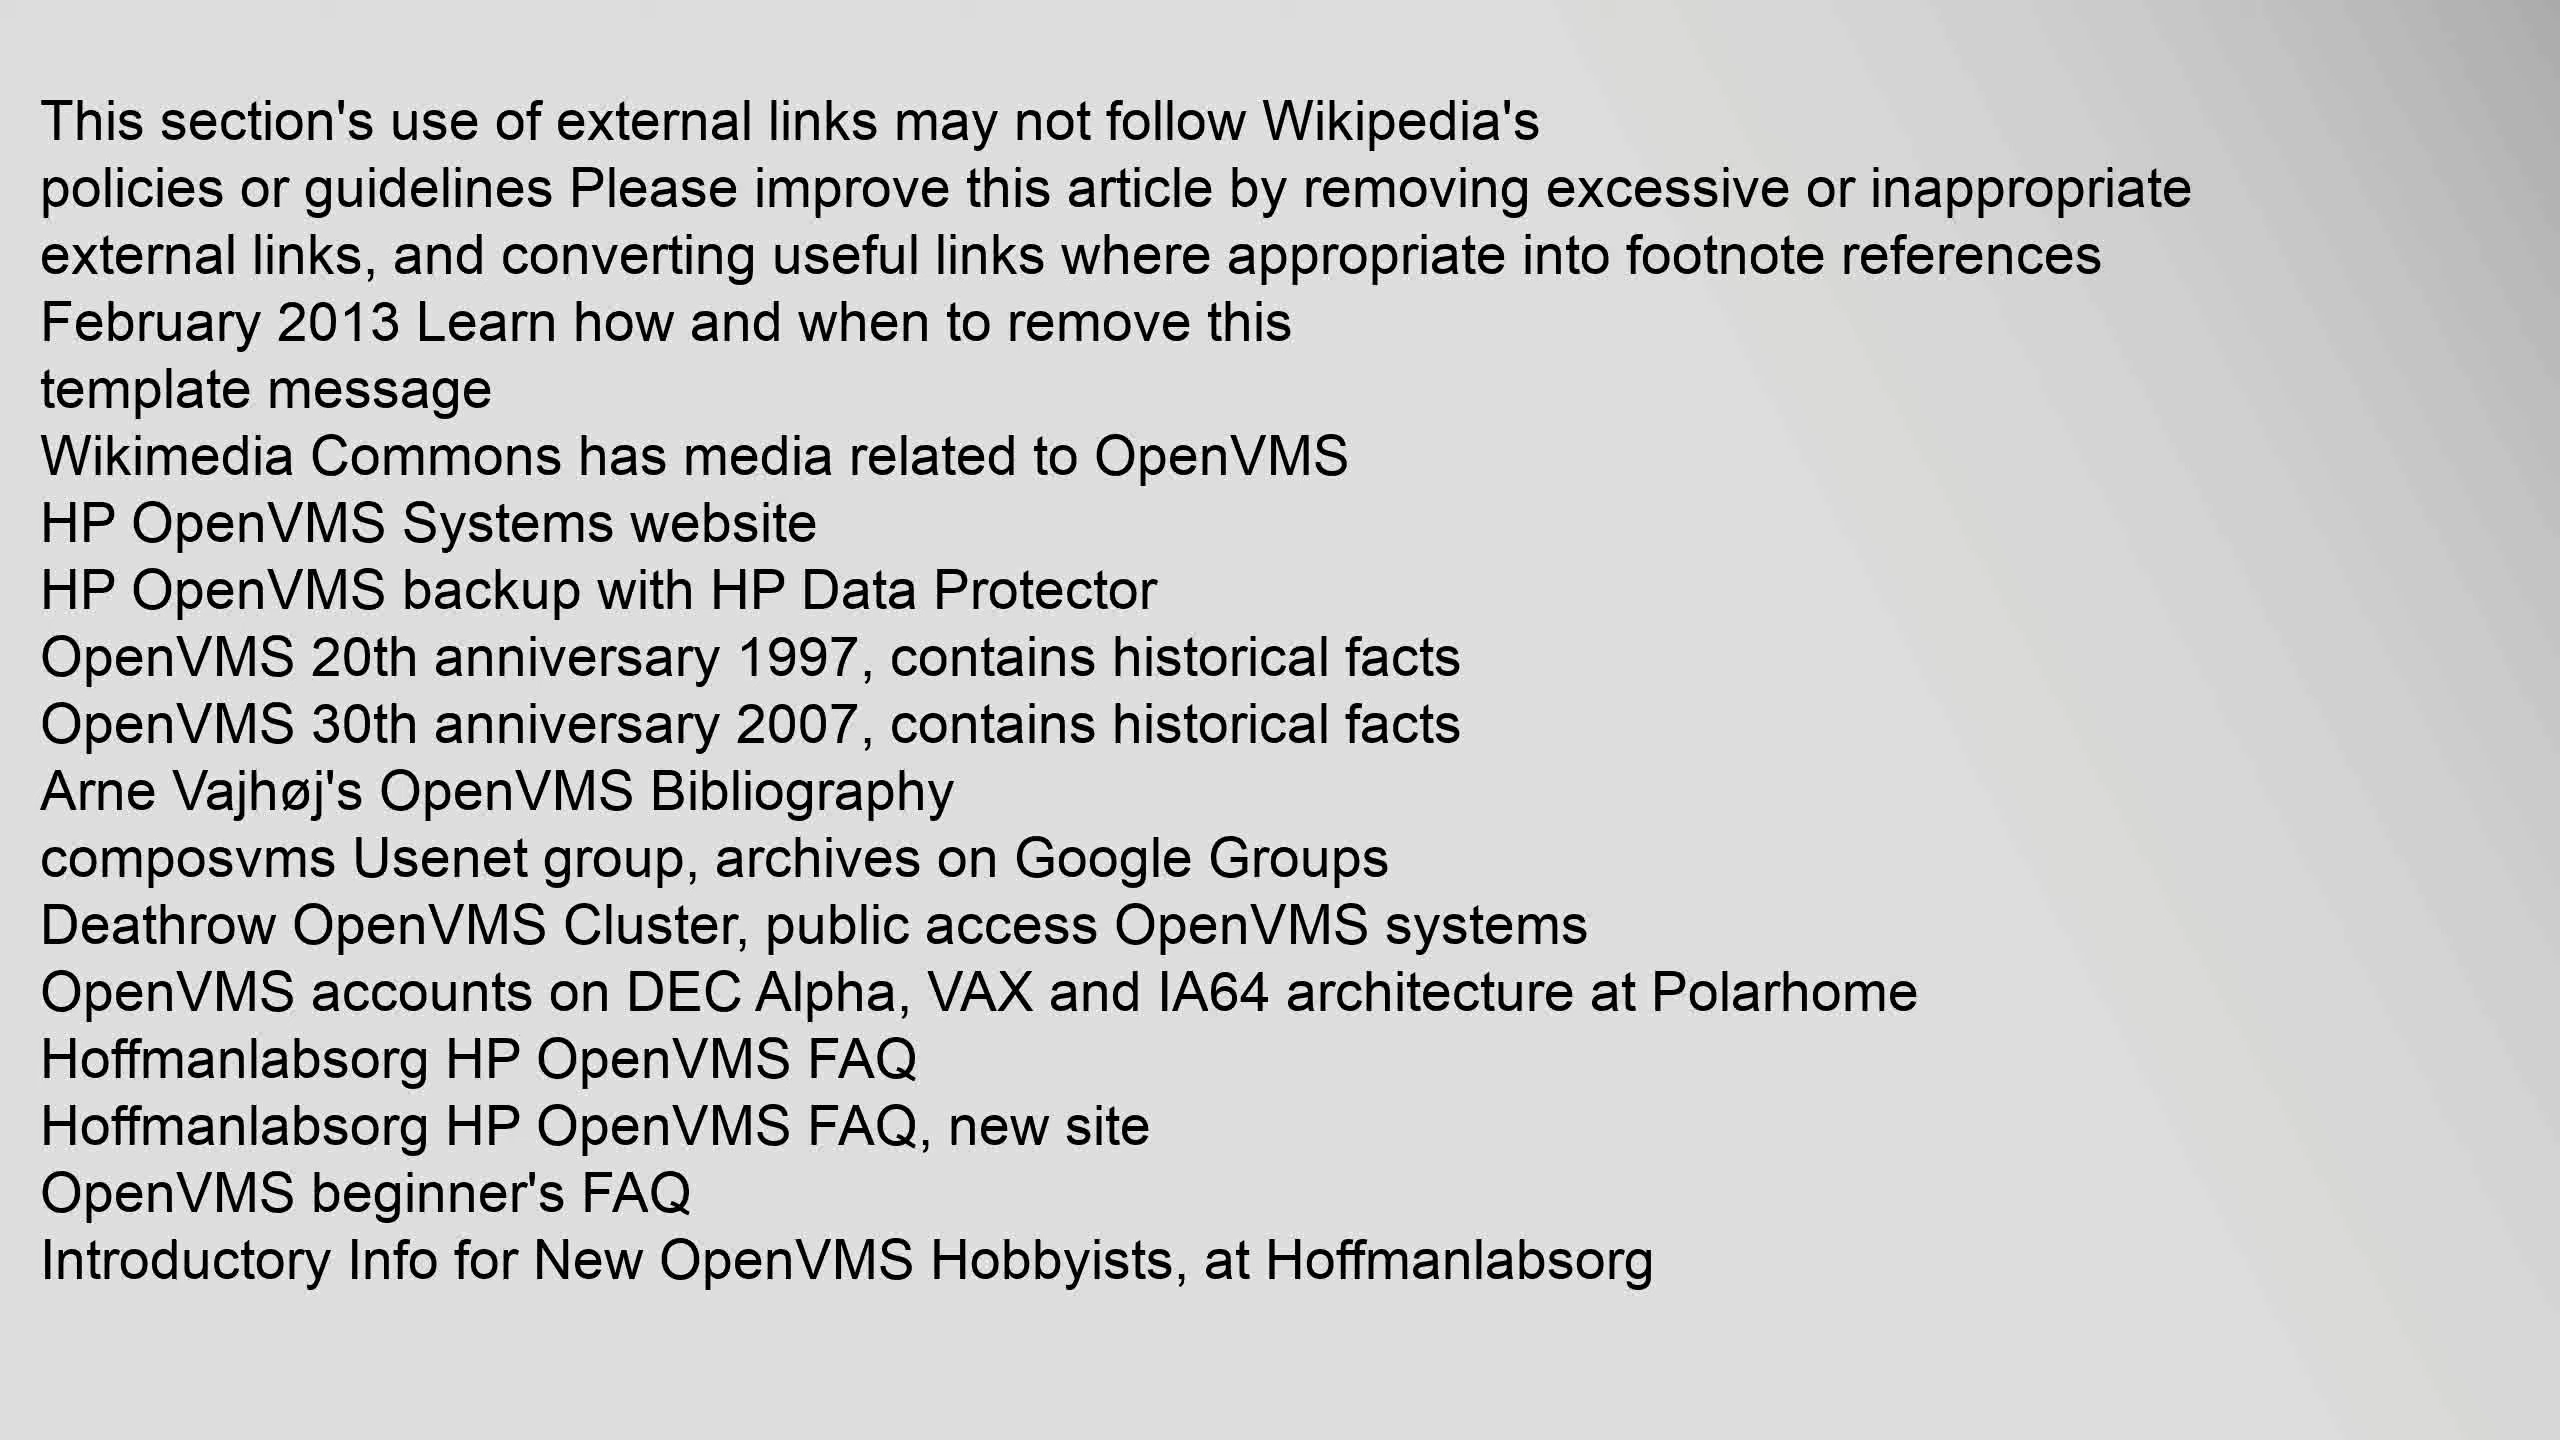 This section's use of external links may not follow Wikipedia's
policies or guidelines Please improve this article by removing excessive or inappropriate
external links, and converting useful links where appropriate into footnote references
February 2013 Learn how and when to remove this
template message
Wikimedia Commons has media related to OpenVMS
HP OpenVMS Systems website
HP OpenVMS backup with HP Data Protector
OpenVMS 20th anniversary 1997, contains historical facts
OpenVMS 30th anniversary 2007, contains historical facts
Arne Vajhøj's OpenVMS Bibliography
composvms Usenet group, archives on Google Groups
Deathrow OpenVMS Cluster, public access OpenVMS systems
OpenVMS accounts on DEC Alpha, VAX and IA64 architecture at Polarhome
Hoffmanlabsorg HP OpenVMS FAQ
Hoffmanlabsorg HP OpenVMS FAQ, new site
OpenVMS beginner's FAQ
Introductory Info for New OpenVMS Hobbyists, at Hoffmanlabsorg